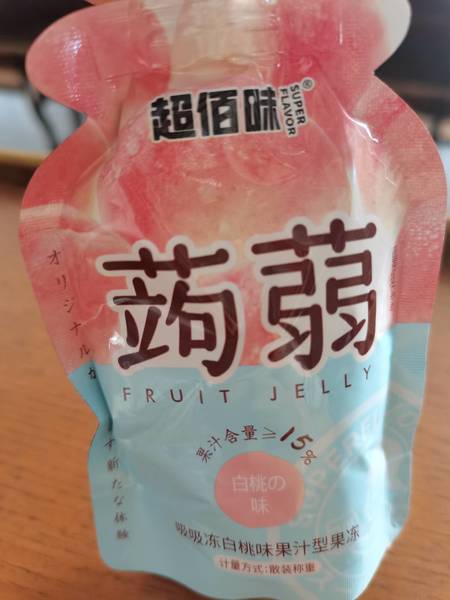 超佰味®
SUPER
FLAVOR
蒟蒻
FRUIT JELLY
オリジナル
新たな体験
果汁含量≥15%
白桃の
味
吸吸冻白桃味果汁型果冻
计量方式:散装称重